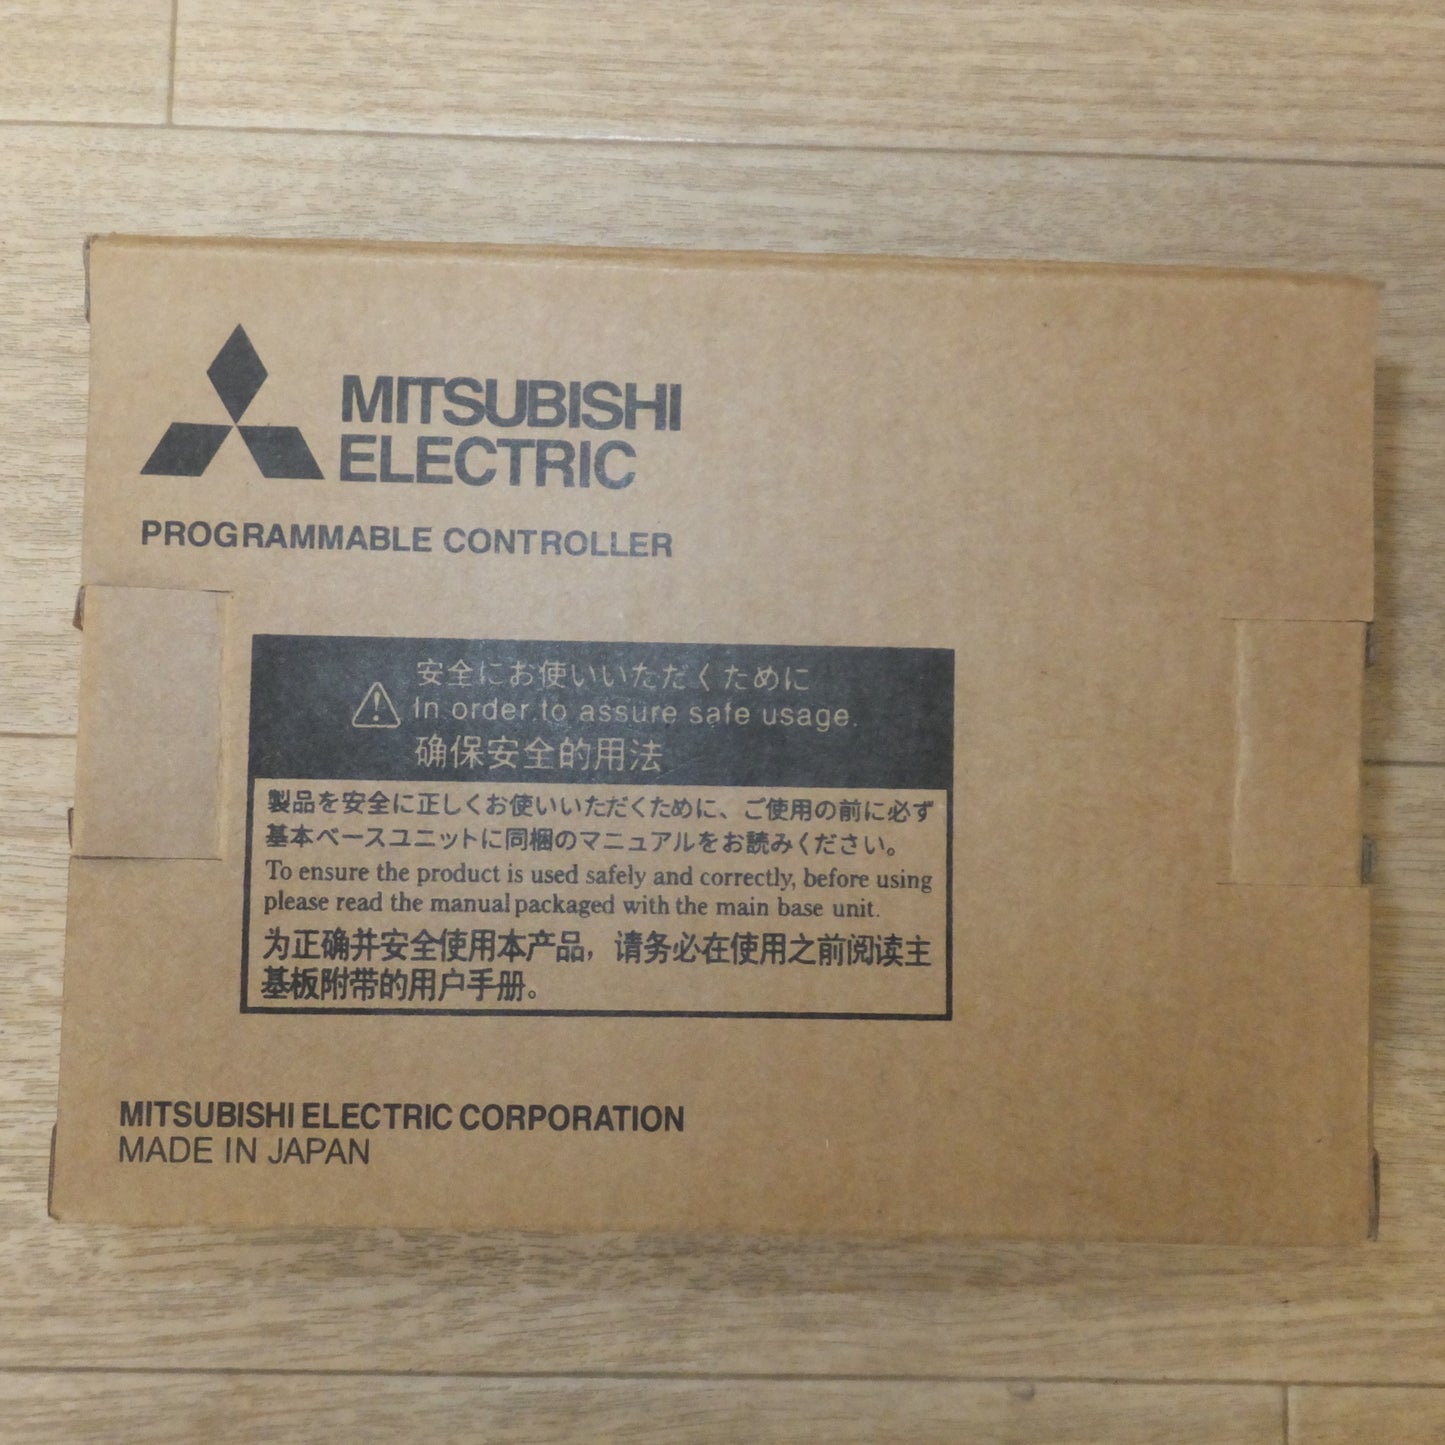 MITSUBISHI
ELECTRIC
PROGRAMMABLE CONTROLLER
安全にお使いいただくために
In order to assure safe usage.
确保安全的用法
製品を安全に正しくお使いいただくために、ご使用の前に必ず
基本ベースユニットに同梱のマニュアルをお読みください。
To ensure the product is used safely and correctly, before using
please read the manual packaged with the main base unit.
为正确并安全使用本产品，请务必在使用之前阅读主
基板附带的用户手册。
MITSUBISHI ELECTRIC CORPORATION
MADE IN JAPAN